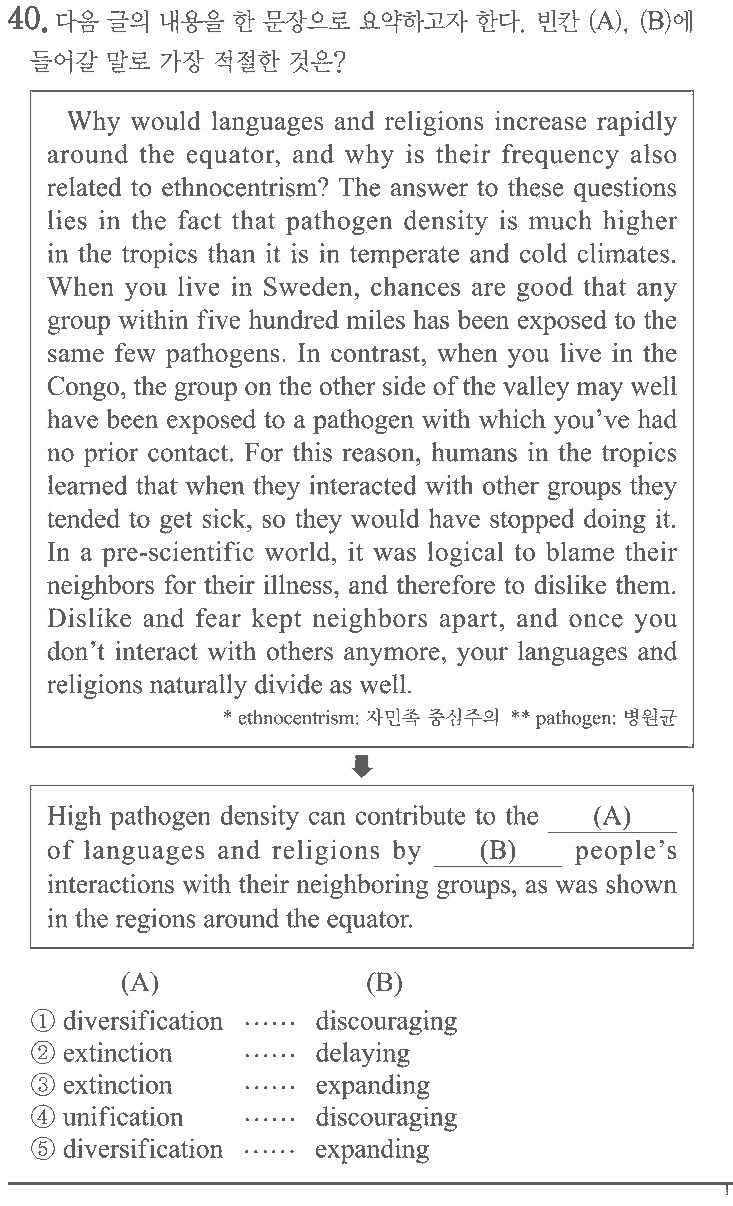 40. 다음 글의 내용을 한 문장으로 요약하고자 한다. 빈칸 (A), (B)에
들어갈 말로 가장 적절한 것은?
Why would languages and religions increase rapidly
around the equator, and why is their frequency also
related to ethnocentrism? The answer to these questions
lies in the fact that pathogen density is much higher
in the tropics than it is in temperate and cold climates.
When you live in Sweden, chances are good that any
group within five hundred miles has been exposed to the
same few pathogens. In contrast, when you live in the
Congo, the group on the other side of the valley may well
have been exposed to a pathogen with which you've had
no prior contact. For this reason, humans in the tropics
learned that when they interacted with other groups they
tended to get sick, so they would have stopped doing it.
In a pre-scientific world, it was logical to blame their
neighbors for their illness, and therefore to dislike them.
Dislike and fear kept neighbors apart, and once you
don't interact with others anymore, your languages and
religions naturally divide as well.
* ethnocentrism: 자민족 중심주의 ** pathogen: 병원균
High pathogen density can contribute to the (A)
of languages and religions by (B) people's
interactions with their neighboring groups, as was shown
in the regions around the equator.
(A) (B)
① diversification ...... discouraging
② extinction ...... delaying
③ extinction ...... expanding
④ unification ...... discouraging
⑤ diversification ...... expanding